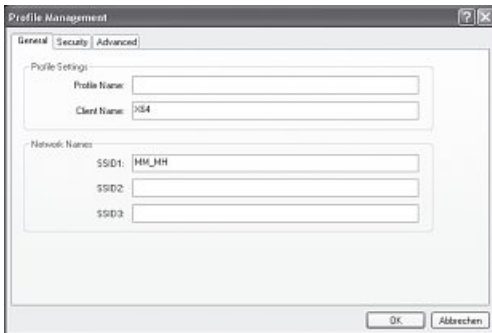 Profile Management
General Security Advanced
Profile Settings
Profile Name:
Client Name: X64
Network Names
SSID1: MM_MH
SSID2:
SSID3:
OK Abbrechen